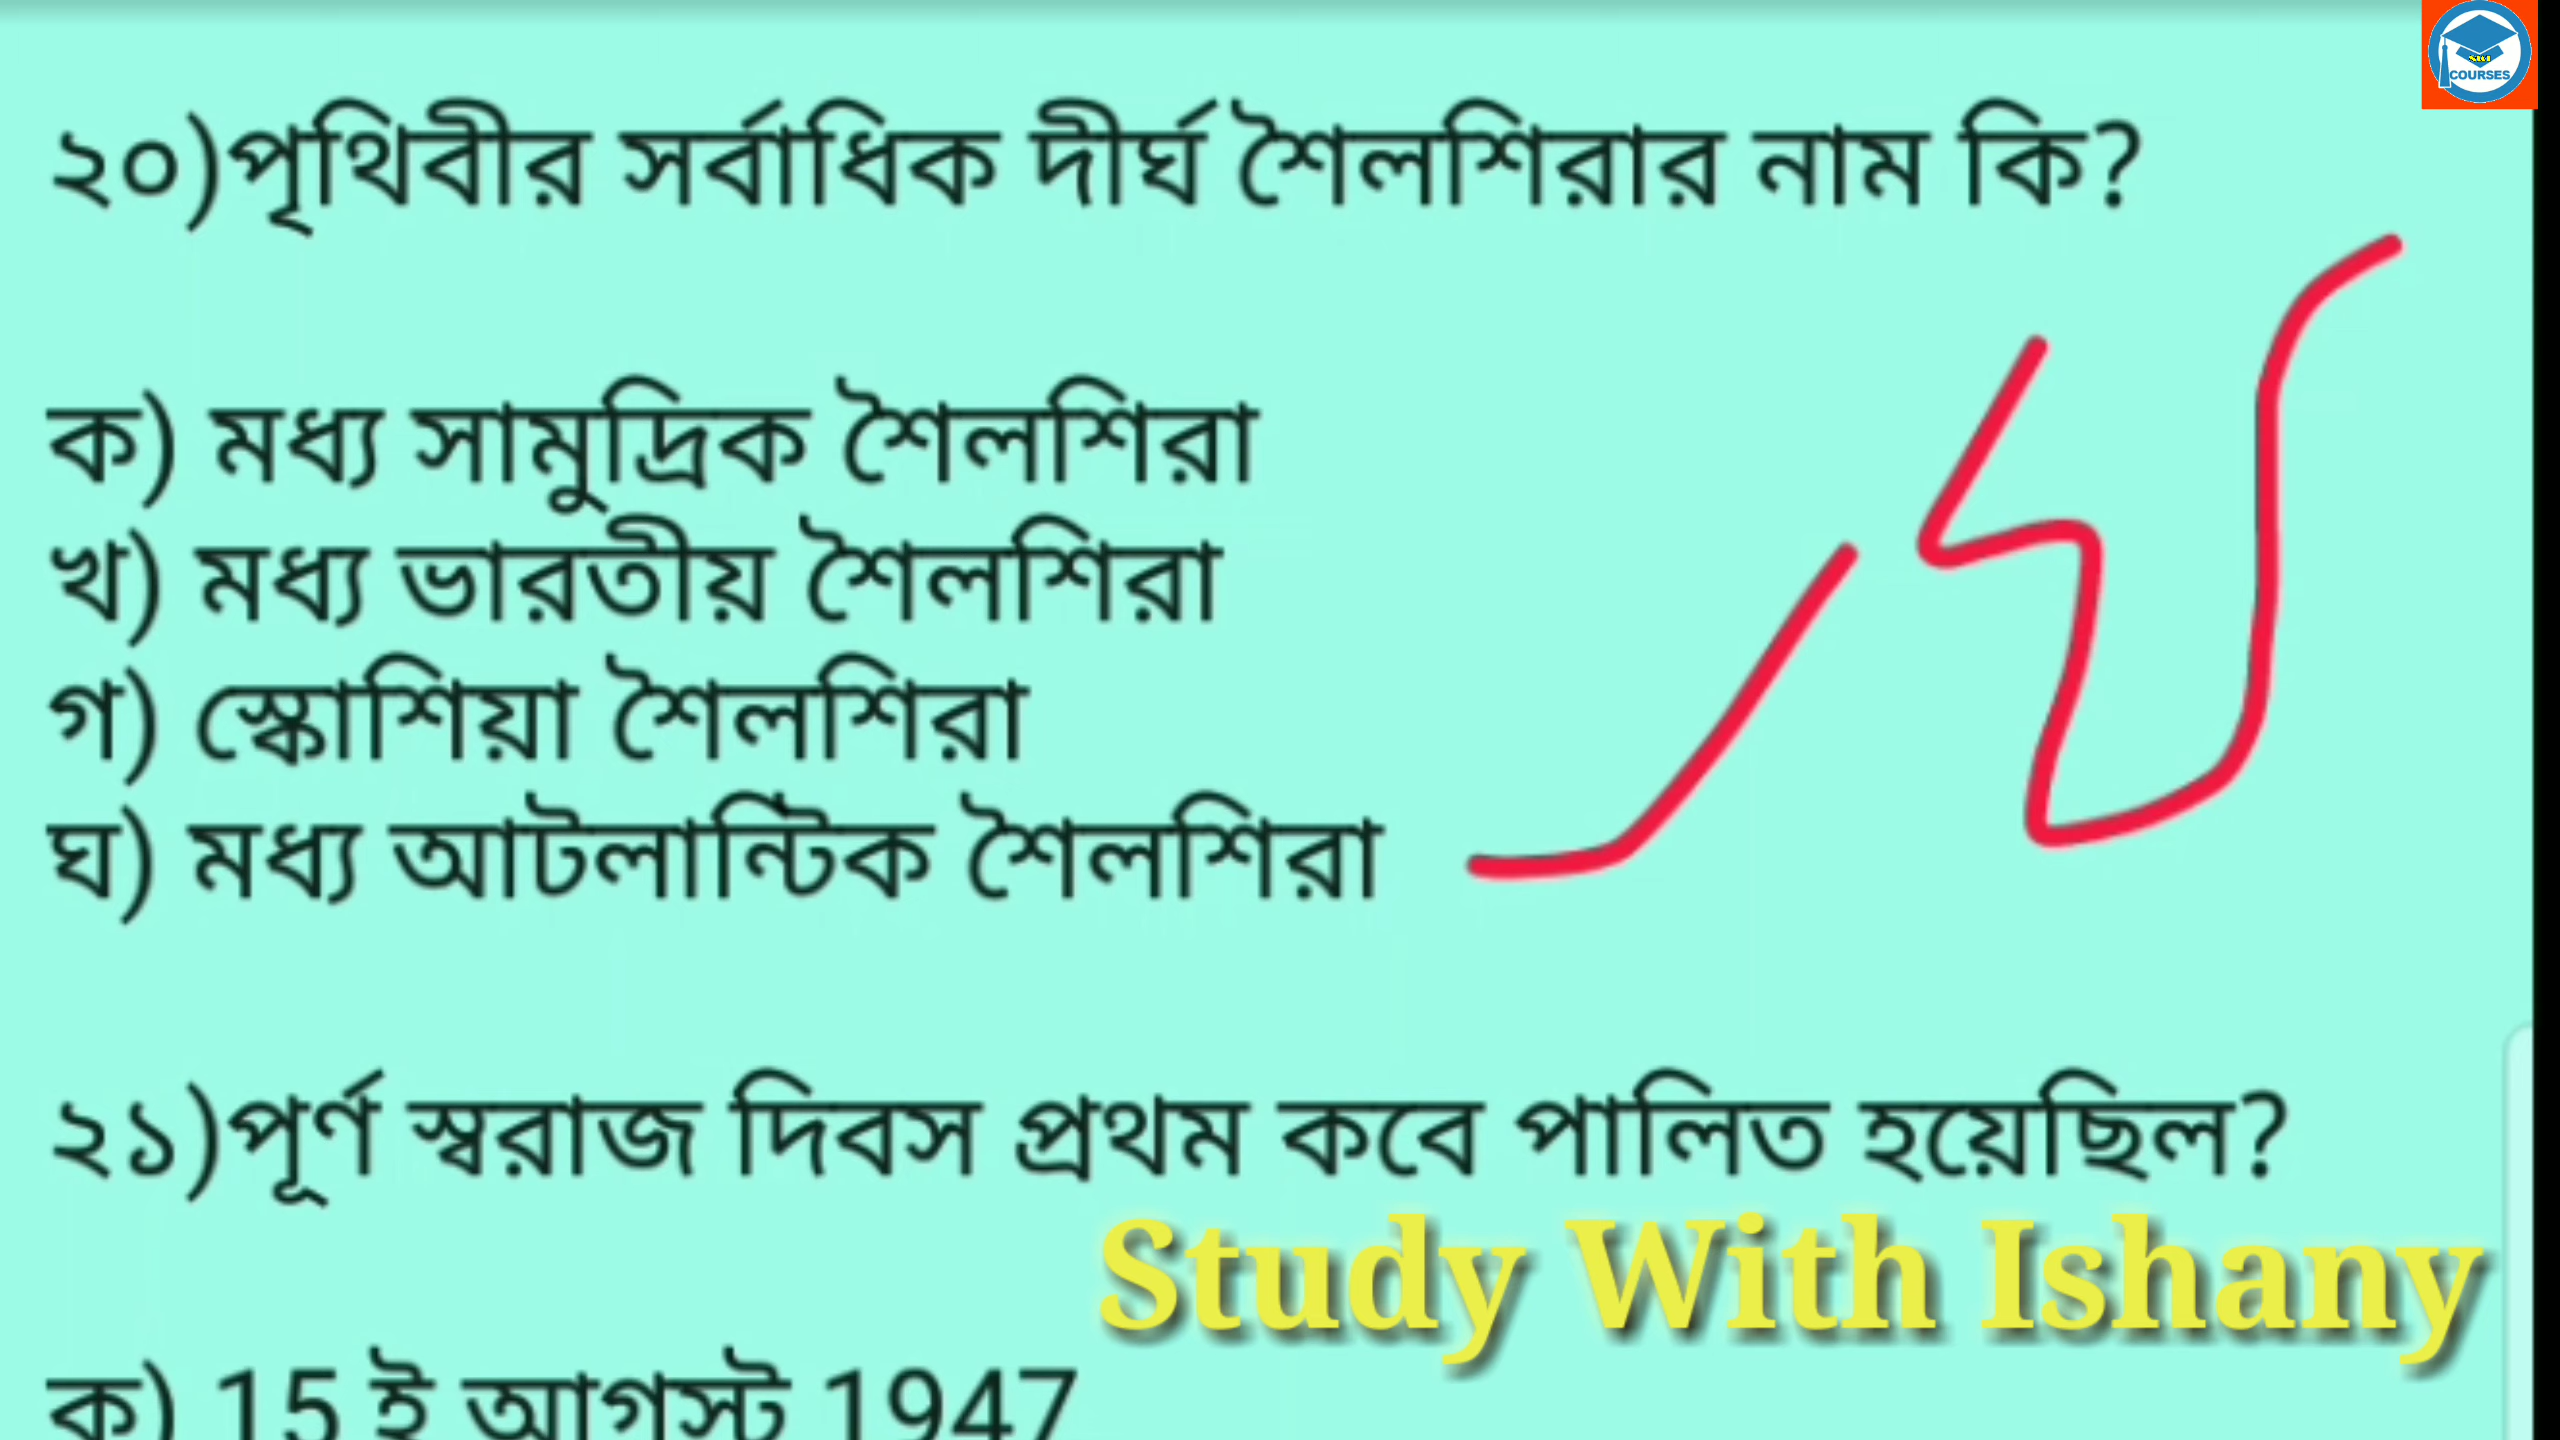 COURSES
২০)পৃথিবীর সর্বাধিক দীর্ঘ শৈলশিরার নাম কি?
ক) মধ্য সামুদ্রিক শৈলশিরা
খ) মধ্য ভারতীয় শৈলশিরা
গ) স্কোশিয়া শৈলশিরা
ঘ) মধ্য আটলান্টিক শৈলশিরা
২১)পূর্ণ স্বরাজ দিবস প্রথম কবে পালিত হয়েছিল?
Study With Ishany
ক) 15 ই আগস্ট 1947